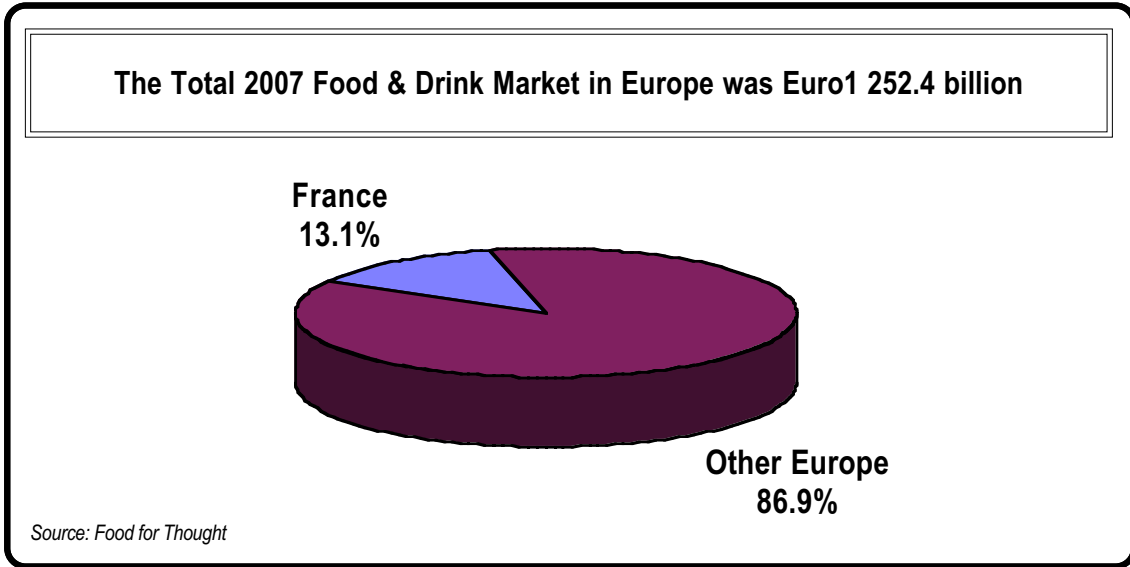 The Total 2007 Food & Drink Market in Europe was Euro1 252.4 billion
France
13.1%
Other Europe
86.9%
Source: Food for Thought